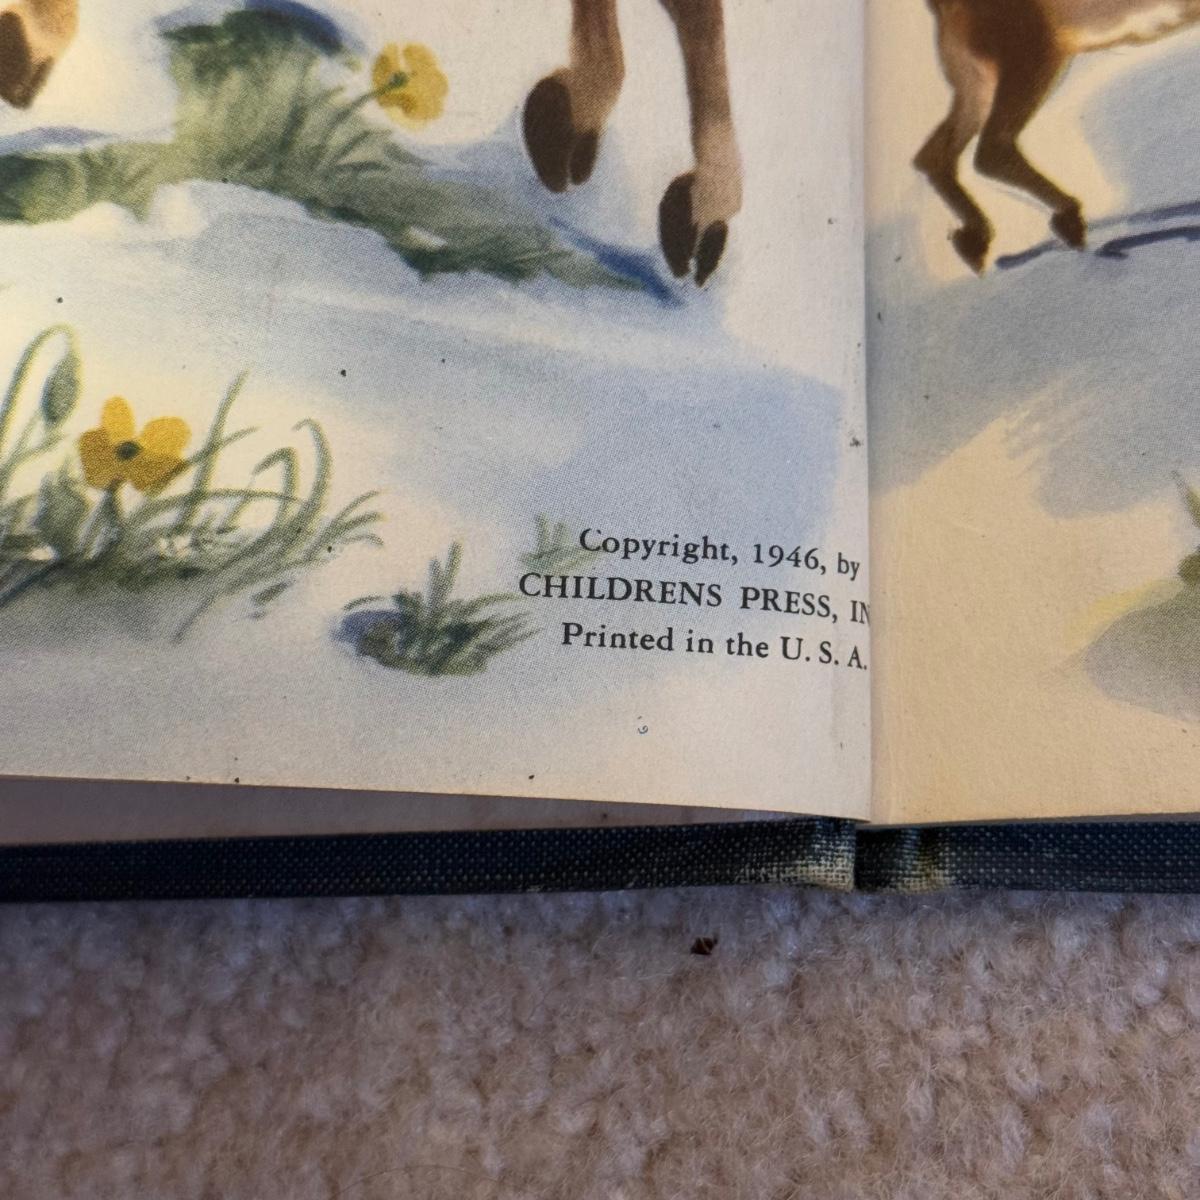 Copyright, 1946, by
CHILDRENS PRESS, IN
Printed in the U. S. A.